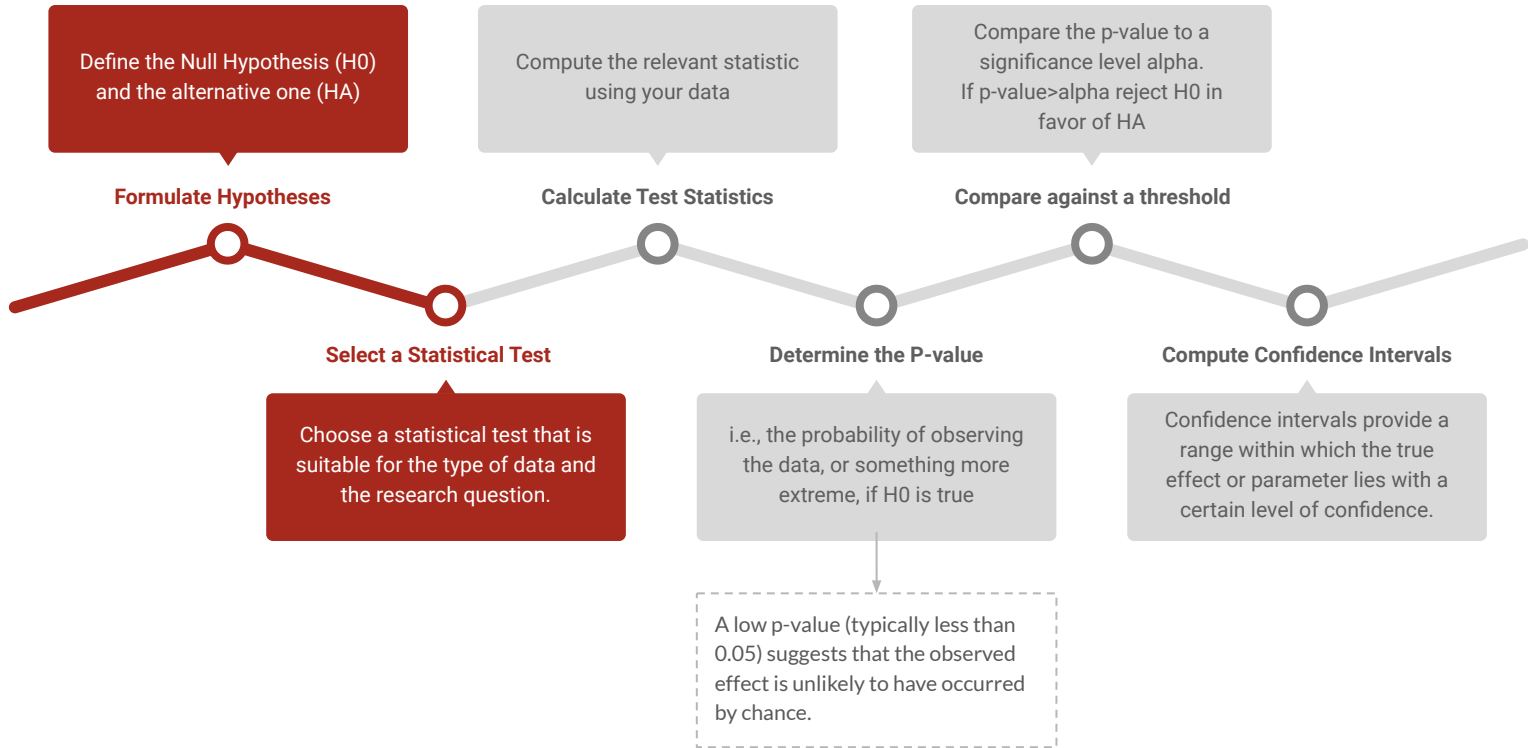 Define the Null Hypothesis (H0)
and the alternative one (HA)
Formulate Hypotheses
Select a Statistical Test
Choose a statistical test that is
suitable for the type of data and
the research question.
Compute the relevant statistic
using your data
Calculate Test Statistics
Determine the P-value
i.e., the probability of observing
the data, or something more
extreme, if H0 is true
A low p-value (typically less than
0.05) suggests that the observed
effect is unlikely to have occurred
by chance.
Compare the p-value to a
significance level alpha.
If p-value>alpha reject H0 in
favor of HA
Compare against a threshold
Compute Confidence Intervals
Confidence intervals provide a
range within which the true
effect or parameter lies with a
certain level of confidence.